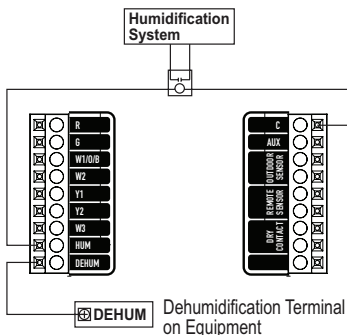 Humidification
System
R
G
W1/O/B
W2
Y1
Y2
W3
HUM
DEHUM
C
AUX
OUTDOOR
SENSOR
REMOTE
SENSOR
DRY
CONTACT
DEHUM
Dehumidification Terminal
on Equipment